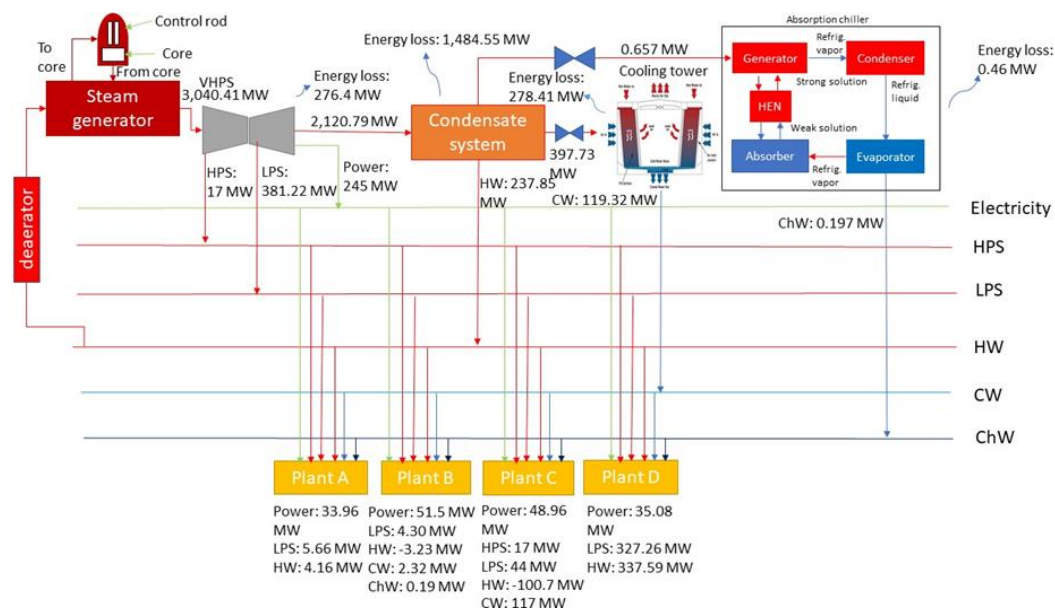 Control rod
Core
To
core
From core
Steam
generator
VHPS
3,040.41 MW
deaerator
HPS:
17 MW
LPS:
381.22 MW
Energy loss:
276.4 MW
2,120.79 MW
Power:
245 MW
Energy loss: 1,484.55 MW
Condensate
system
0.657 MW
Energy loss:
278.41 MW
Cooling tower
397.73
MW
HW: 237.85
MW
CW: 119.32 MW
Absorption chiller
Generator
Refrig.
vapor
Condenser
Strong solution
HEN
Refrig.
liquid
Weak solution
Absorber
Refrig.
vapor
Evaporator
Energy loss:
0.46 MW
ChW: 0.197 MW
Electricity
HPS
LPS
HW
CW
ChW
Plant A
Power: 33.96
MW
LPS: 5.66 MW
HW: 4.16 MW
Plant B
Power: 51.5 MW
LPS: 4.30 MW
HW: -3.23 MW
CW: 2.32 MW
ChW: 0.19 MW
Plant C
Power: 48.96
MW
HPS: 17 MW
LPS: 44 MW
HW: -100.7 MW
CW: 117 MW
Plant D
Power: 35.08
MW
LPS: 327.26 MW
HW: 337.59 MW